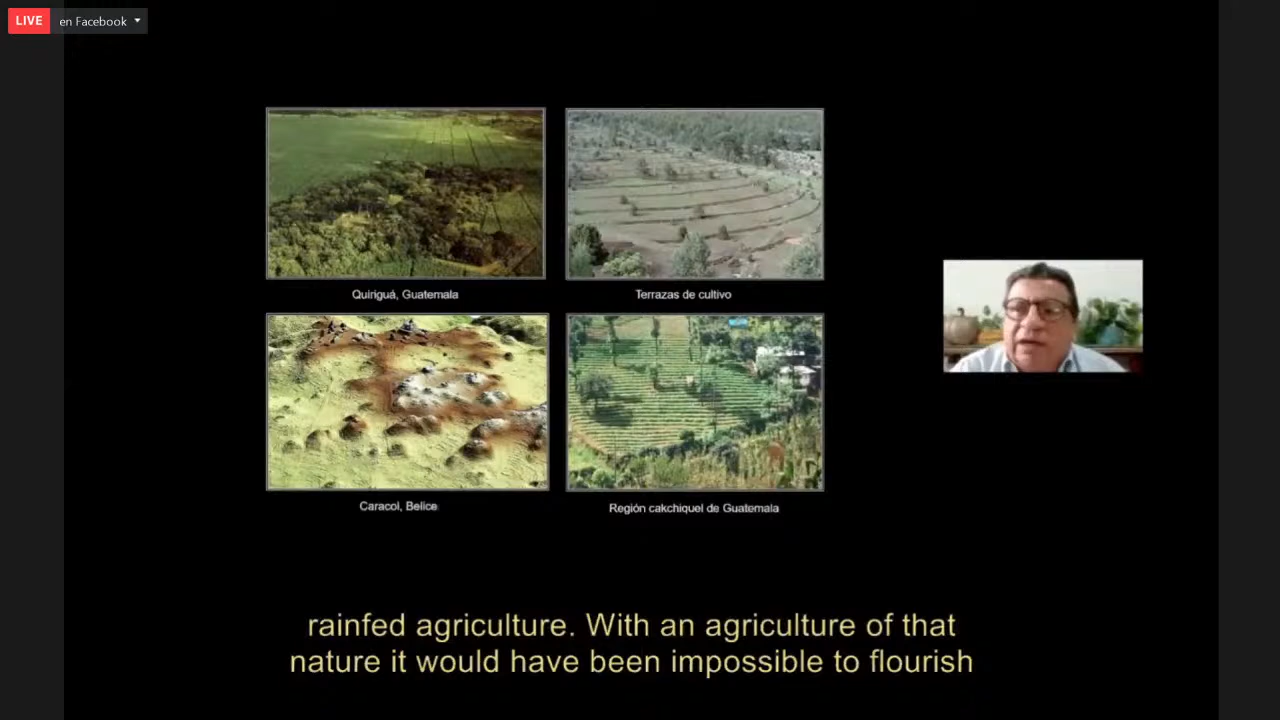 LIVE en Facebook
Quiriguá, Guatemala
Terrazas de cultivo
Caracol, Belice
Región cakchiquel de Guatemala
rainfed agriculture. With an agriculture of that
nature it would have been impossible to flourish